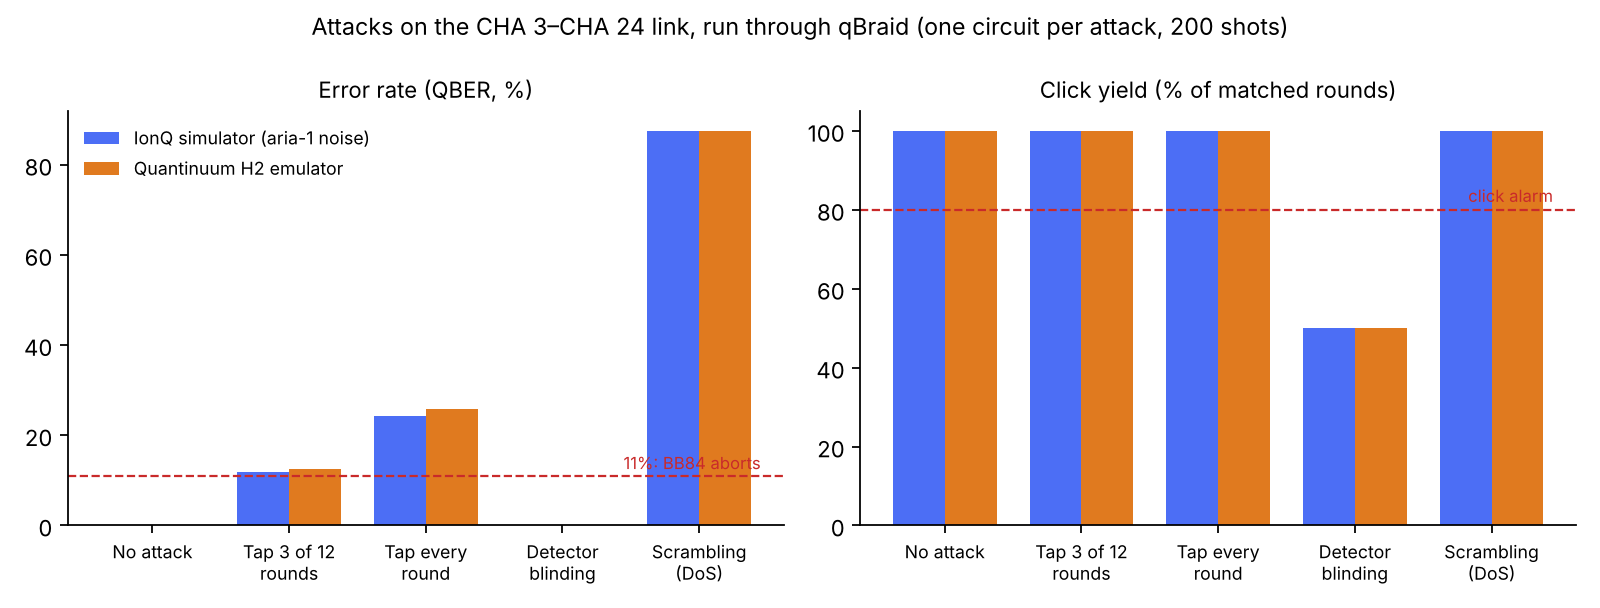 Attacks on the CHA 3–CHA 24 link, run through qBraid (one circuit per attack, 200 shots)
Error rate (QBER, %)
IonQ simulator (aria-1 noise)
Quantinuum H2 emulator
80
60
40
20
0
11%: BB84 aborts
No attack
Tap 3 of 12
rounds
Tap every
round
Detector
blinding
Scrambling
(DoS)
Click yield (% of matched rounds)
100
80
60
40
20
0
click alarm
No attack
Tap 3 of 12
rounds
Tap every
round
Detector
blinding
Scrambling
(DoS)